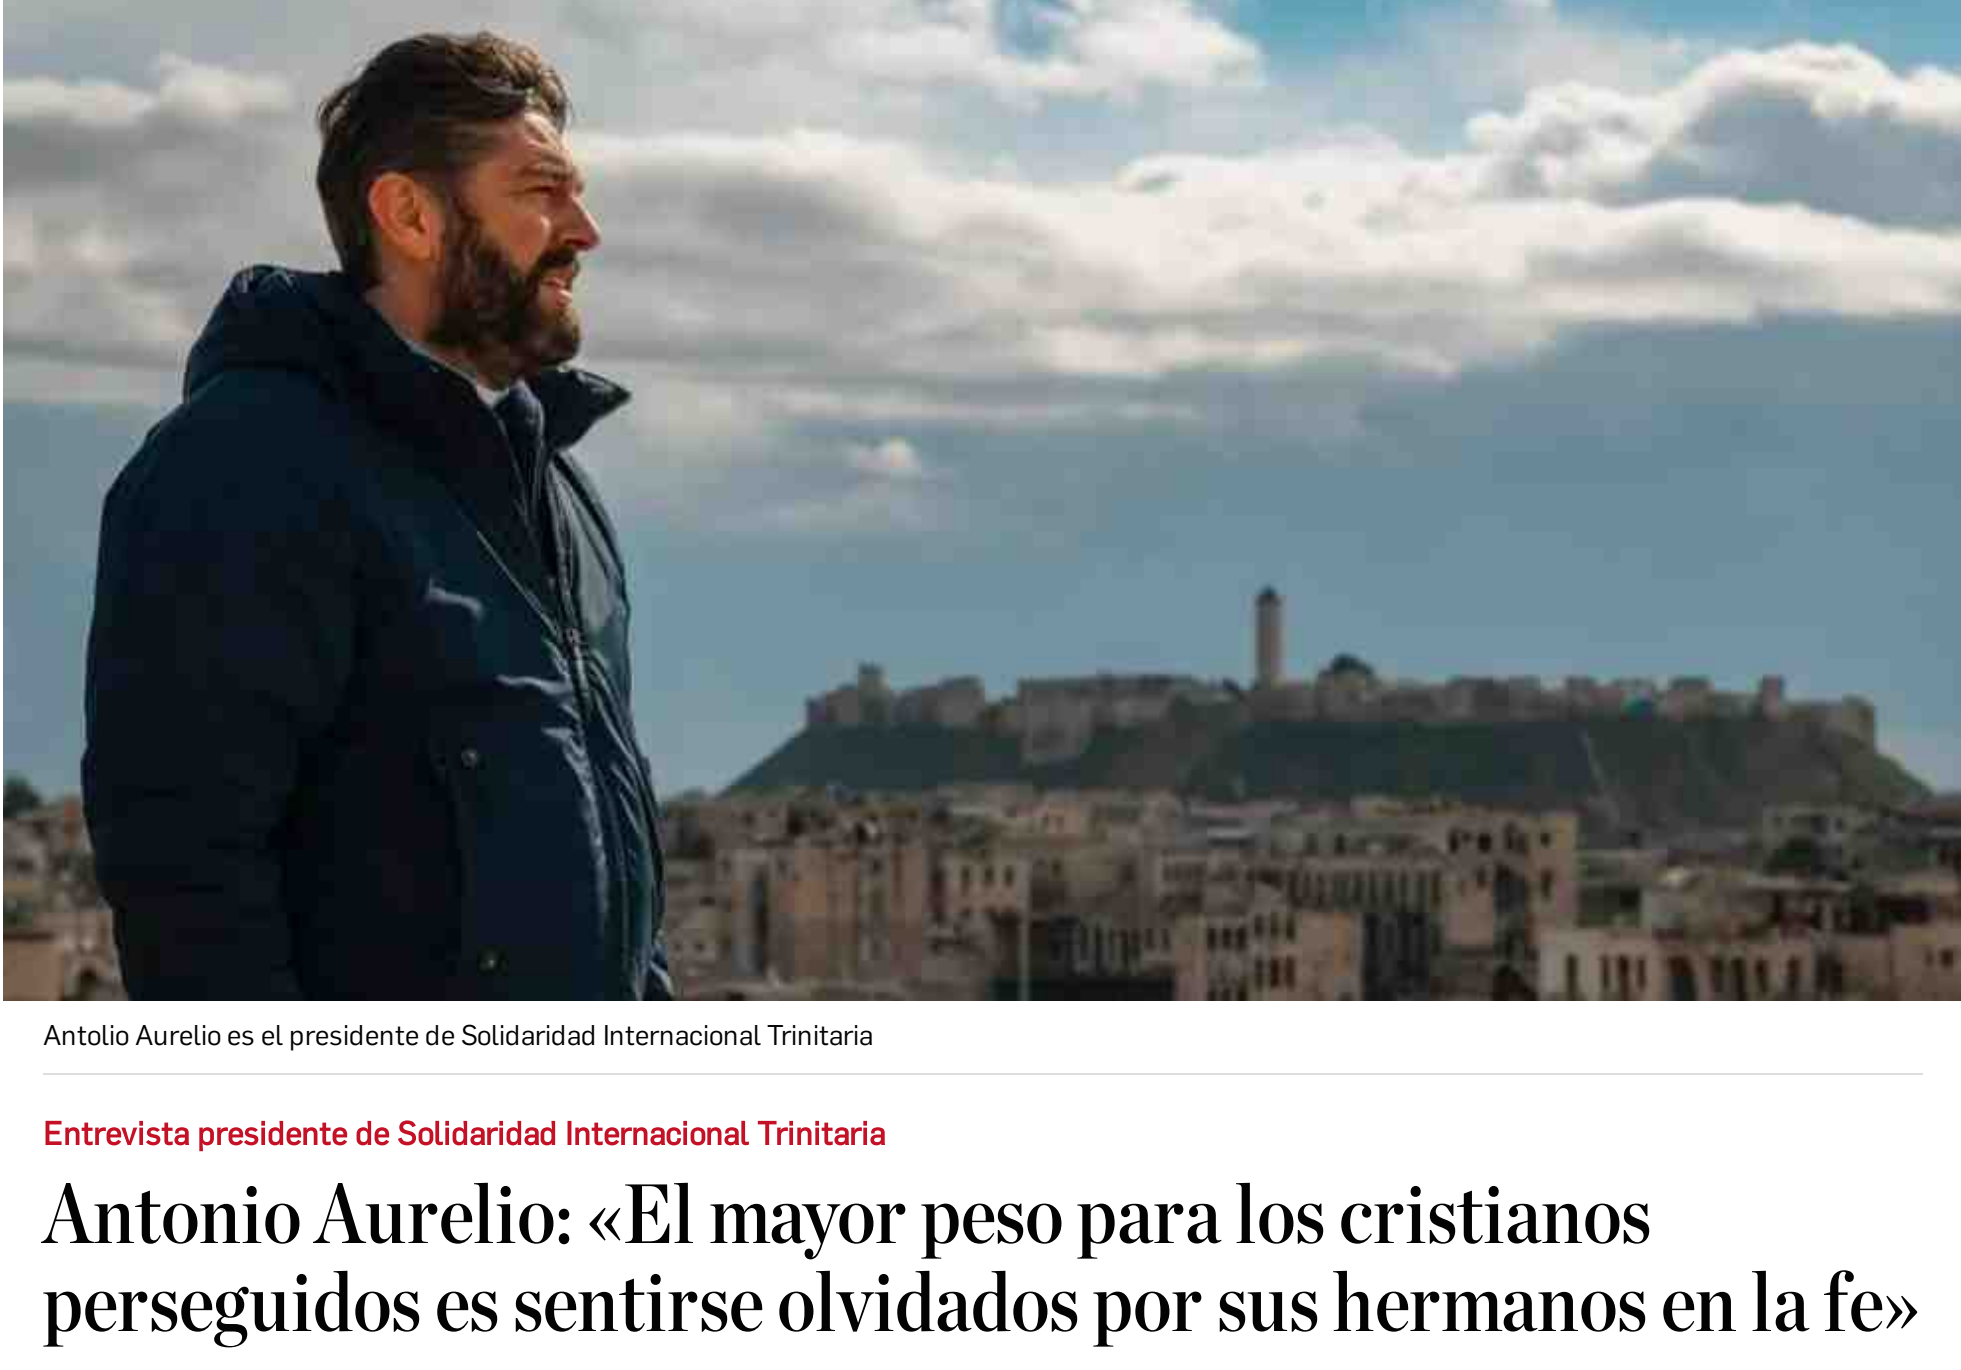 Antolio Aurelio es el presidente de Solidaridad Internacional Trinitaria
Entrevista presidente de Solidaridad Internacional Trinitaria
Antonio Aurelio: «El mayor peso para los cristianos
perseguidos es sentirse olvidados por sus hermanos en la fe»